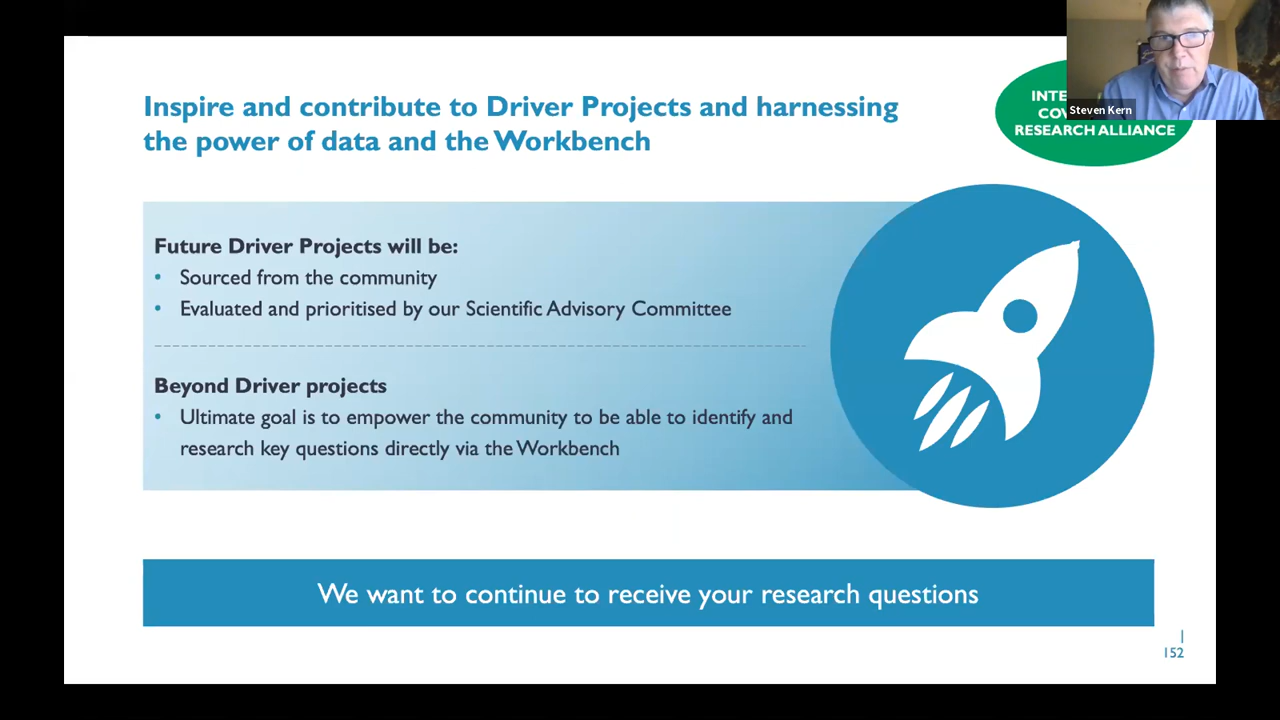 Inspire and contribute to Driver Projects and harnessing
the power of data and the Workbench
RESEARCH ALLIANCE
Steven Kern
Future Driver Projects will be:
• Sourced from the community
• Evaluated and prioritised by our Scientific Advisory Committee
Beyond Driver projects
• Ultimate goal is to empower the community to be able to identify and
research key questions directly via the Workbench
We want to continue to receive your research questions
|
152